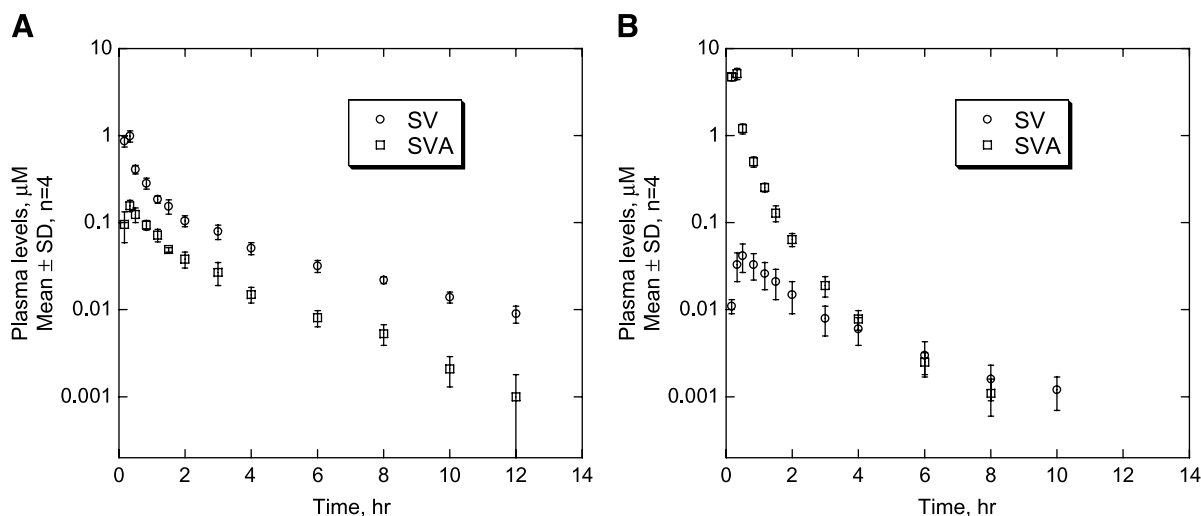 A
10
1
0.1
0.01
0.001
0 2 4 6 8 10 12 14
Time, hr
Plasma levels, μM
Mean ± SD, n=4
SV
SVA
B
10
1
0.1
0.01
0.001
0 2 4 6 8 10 12 14
Time, hr
Plasma levels, μM
Mean ± SD, n=4
SV
SVA